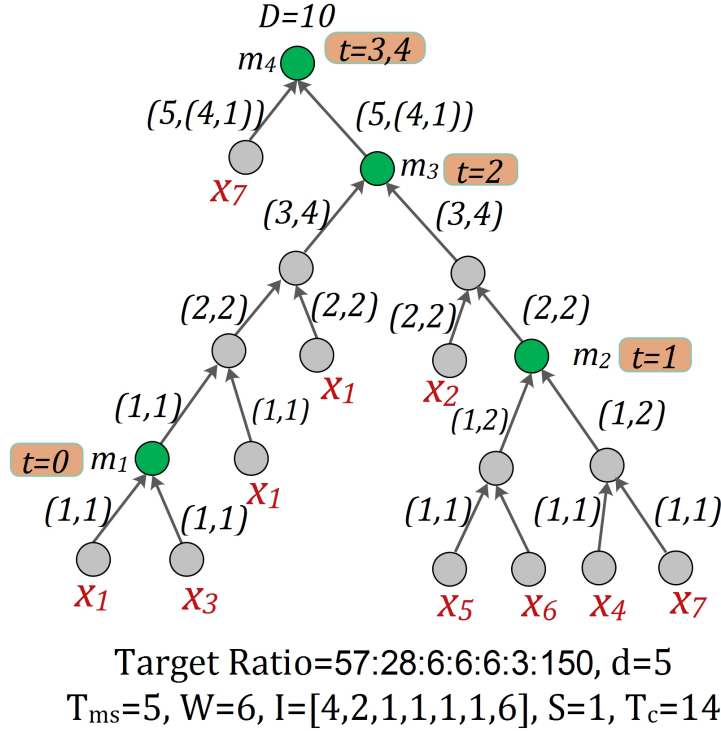 D=10
m₄ t=3,4
(5,(4,1)) (5,(4,1))
x₇ m₃ t=2
(3,4) (3,4)
(2,2) (2,2) (2,2) (2,2)
x₁ x₂ m₂ t=1
(1,1) (1,1) (1,2) (1,2)
t=0 m₁ x₁
(1,1) (1,1) (1,1) (1,1) (1,1)
x₁ x₃ x₅ x₆ x₄ x₇
Target Ratio=57:28:6:6:6:3:150, d=5
Tₘₛ=5, W=6, I=[4,2,1,1,1,1,6], S=1, T꜀=14